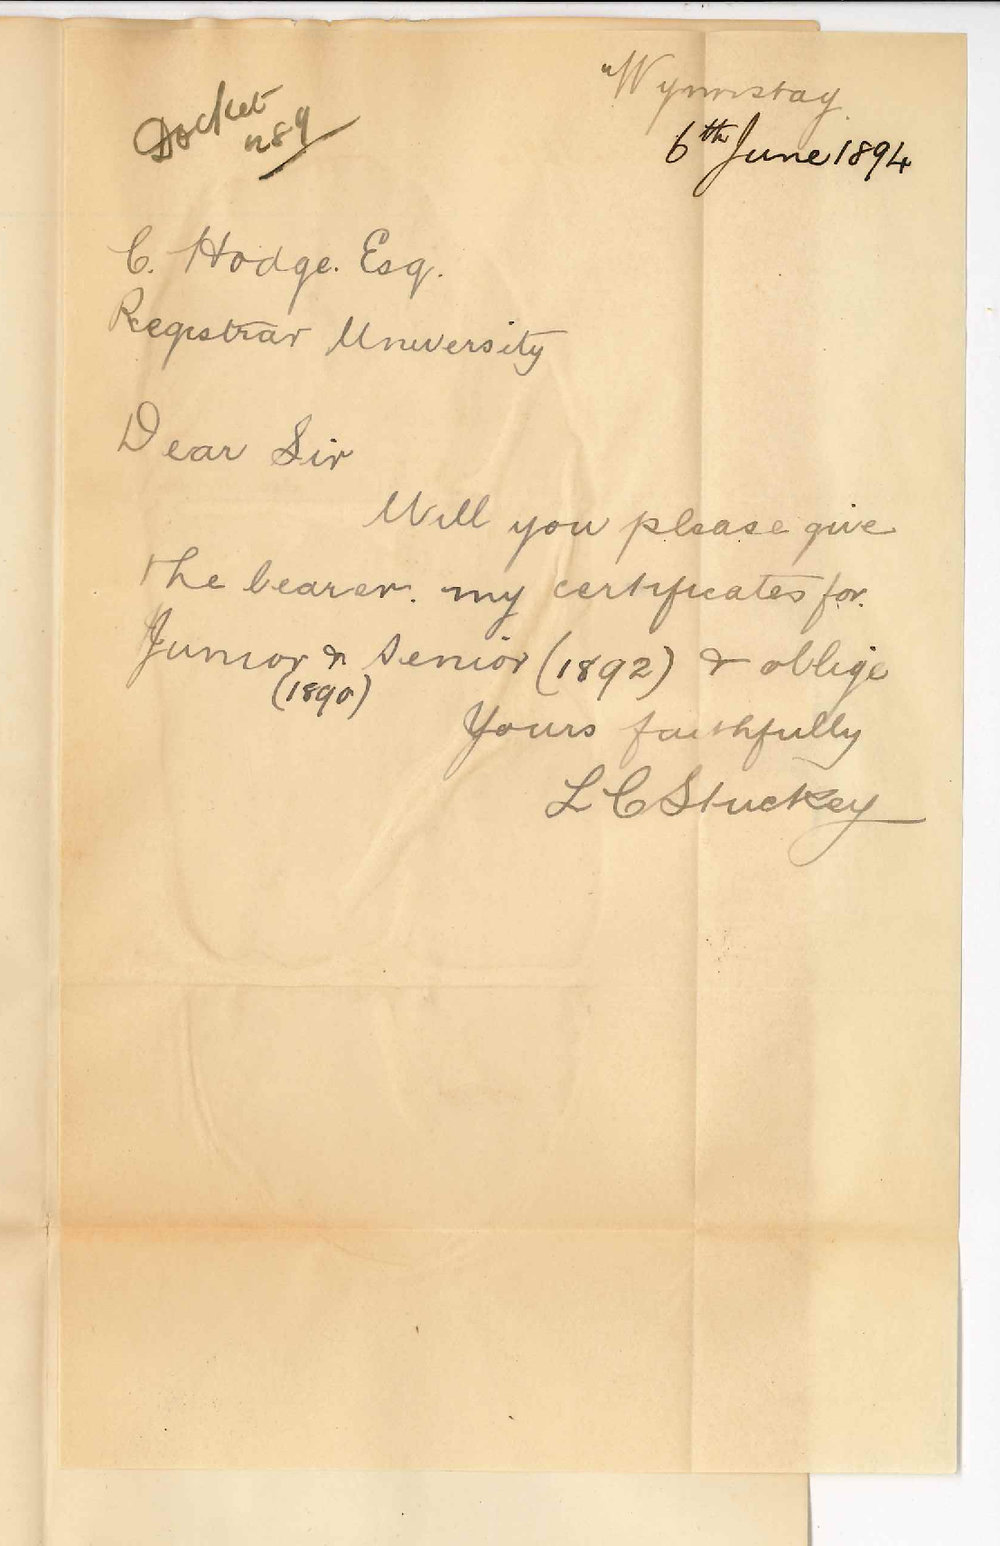 Docket
"Wynnstay
6th June 1894
C. Hodge. Esq.
Registrar University
Dear Sir
Will you please give
the bearer. my certificates for.
Junior & Senior (1892) & oblige
(1890)
Yours faithfully
L C Stuckey